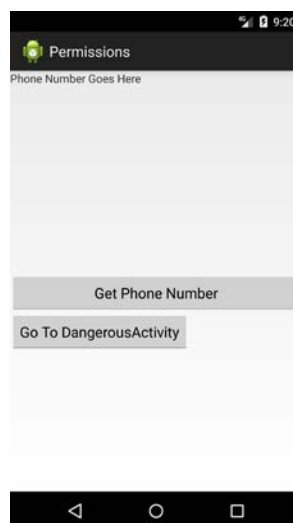 9:20
Permissions
Phone Number Goes Here
Get Phone Number
Go To DangerousActivity